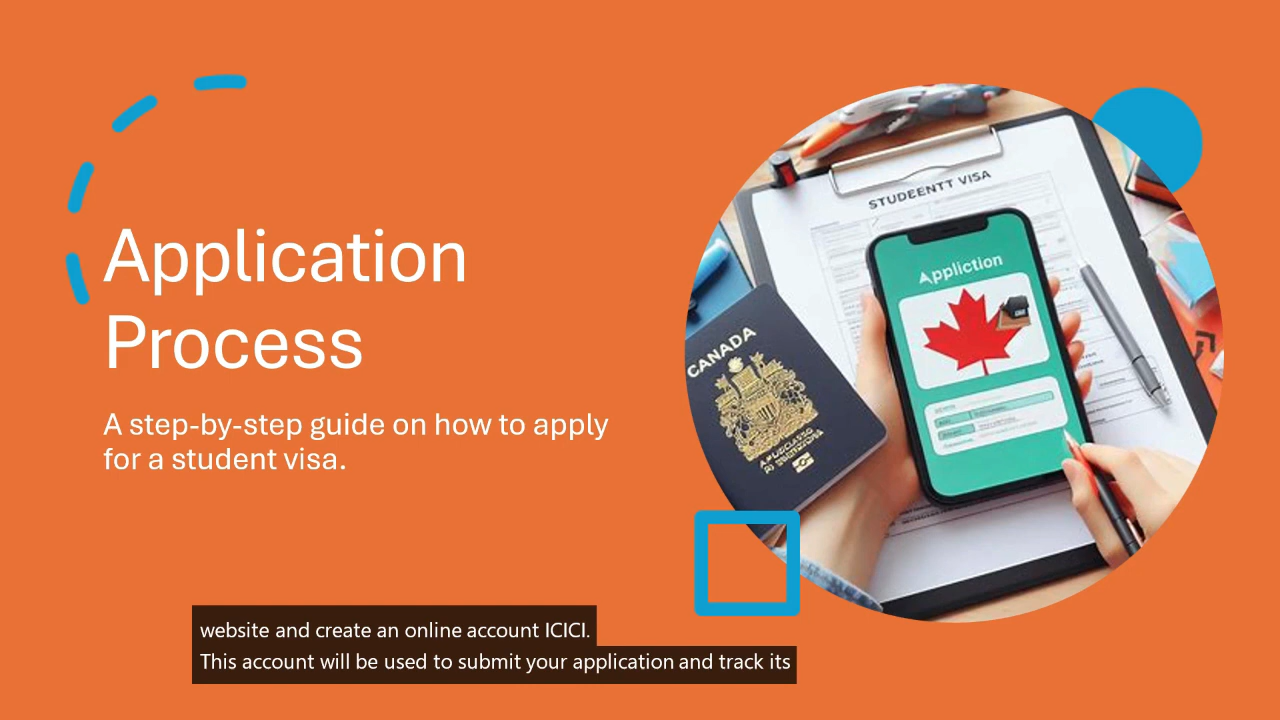 Application
Process
A step-by-step guide on how to apply
for a student visa.
STUDEENTT VISA
Appliction
CANADA
website and create an online account ICICI.
This account will be used to submit your application and track its